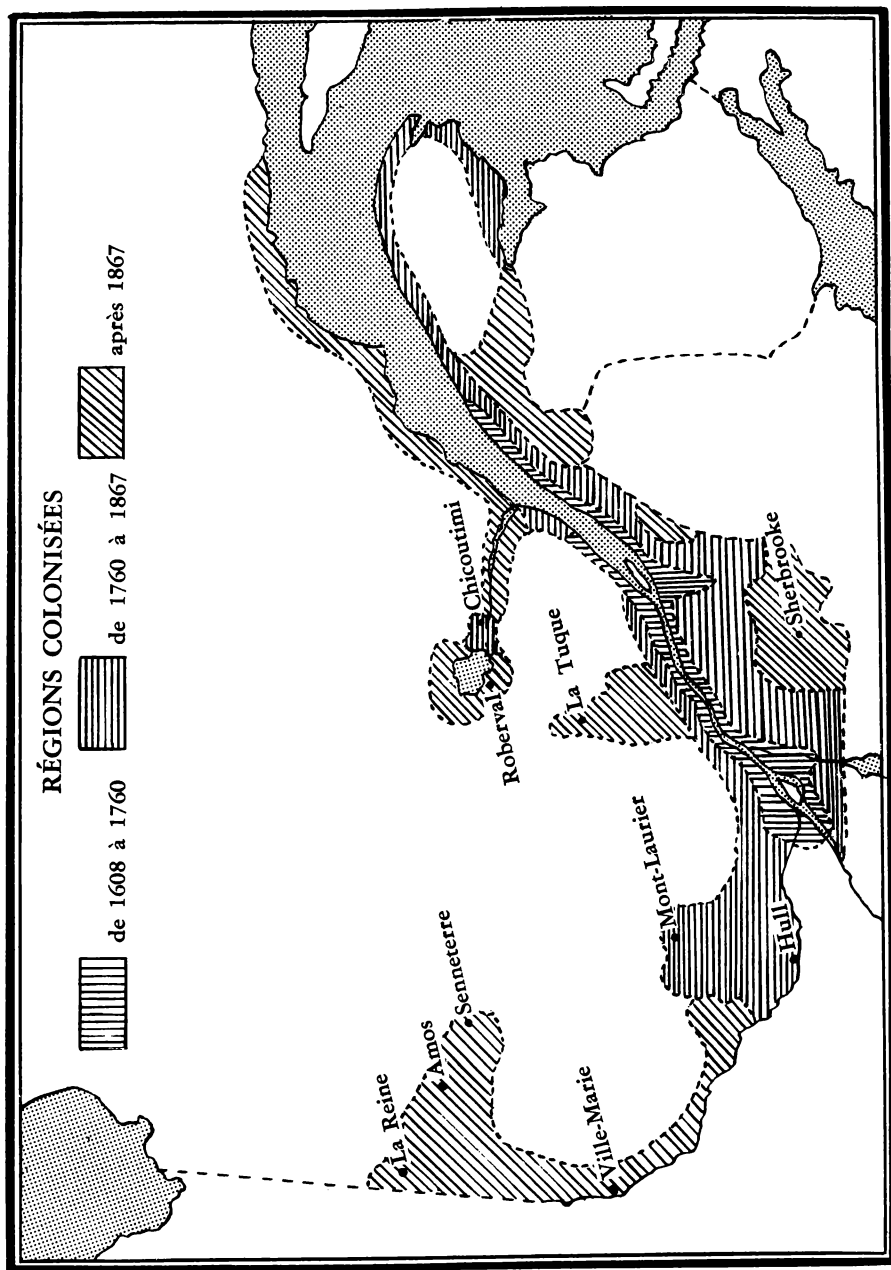 RÉGIONS COLONISÉES
de 1608 à 1760
de 1760 à 1867
après 1867
La Reine
Amos
Senneterre
Ville-Marie
Mont-Laurier
Hull
Roberval
Chicoutimi
La Tuque
Sherbrooke